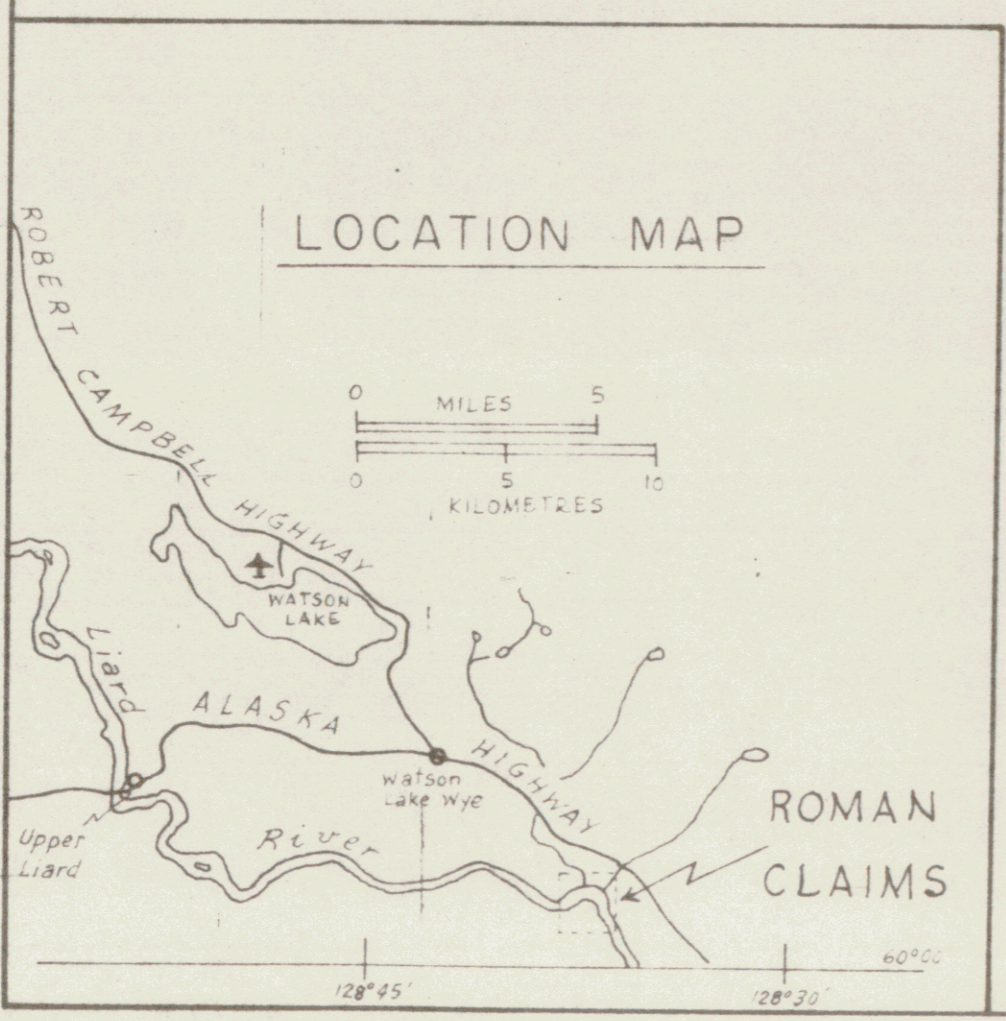 LOCATION MAP
ROBERT CAMPBELL HIGHWAY
0 MILES 5
0 5 10
KILOMETRES
WATSON
LAKE
Liard
ALASKA HIGHWAY
Watson
Lake Wye
ROMAN
CLAIMS
Upper
Liard
River
60°00
128°45'
128°30'